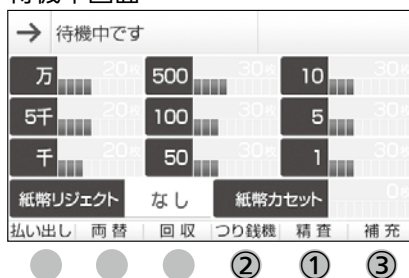 待機中画面
→ 待機中です
万 20枚 500 30枚 10 30枚
5千 20枚 100 30枚 5 30枚
千 20枚 50 30枚 1 30枚
紙幣リジェクト なし 紙幣カセット 0枚
払い出し 両替 回収 つり銭機 精査 補充
② ① ③